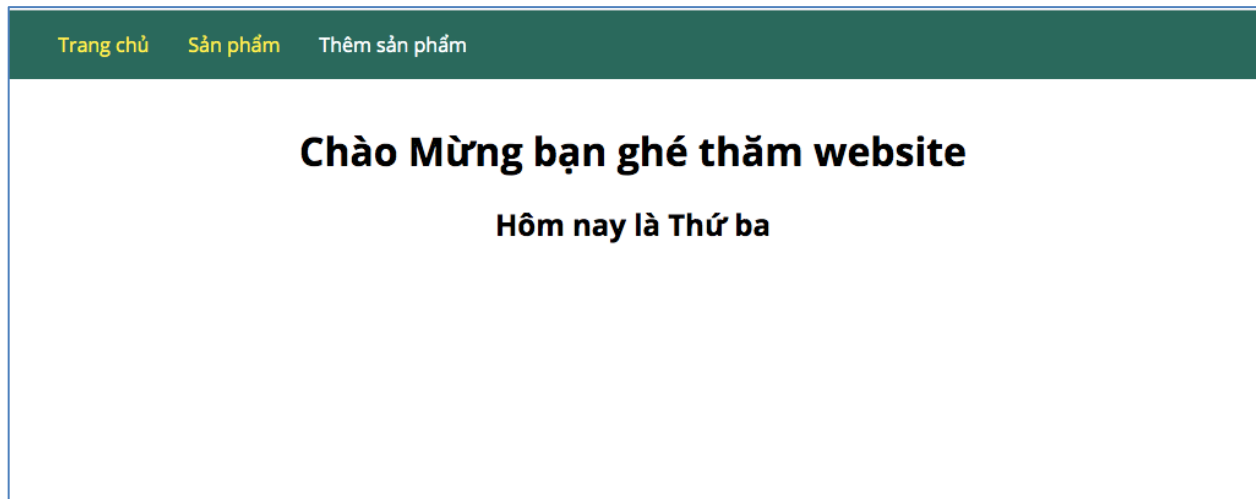 Trang chủ Sản phẩm Thêm sản phẩm
Chào Mừng bạn ghé thăm website
Hôm nay là Thứ ba